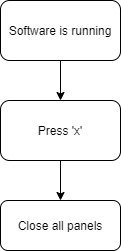 Software is running
Press 'x'
Close all panels